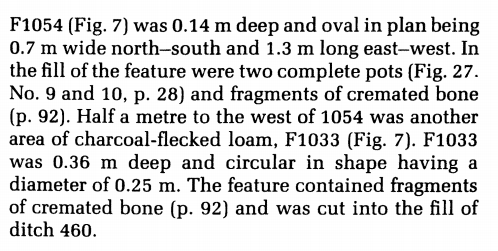 F1054 (Fig. 7) was 0.14 m deep and oval in plan being
0.7 m wide north–south and 1.3 m long east–west. In
the fill of the feature were two complete pots (Fig. 27.
No. 9 and 10, p. 28) and fragments of cremated bone
(p. 92). Half a metre to the west of 1054 was another
area of charcoal-flecked loam, F1033 (Fig. 7). F1033
was 0.36 m deep and circular in shape having a
diameter of 0.25 m. The feature contained fragments
of cremated bone (p. 92) and was cut into the fill of
ditch 460.